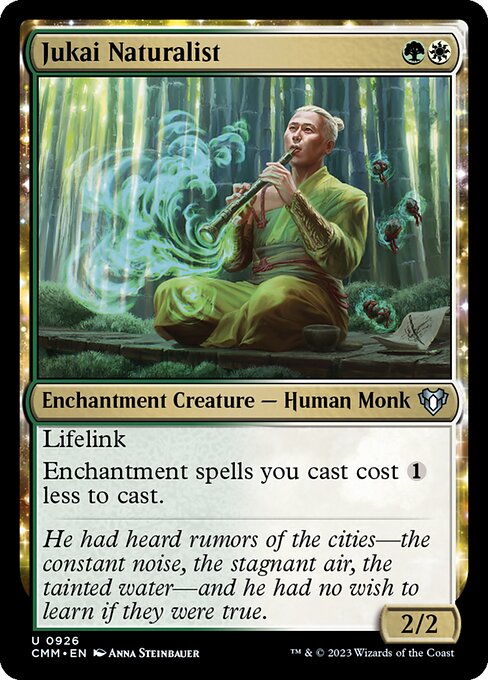 Jukai Naturalist
Enchantment Creature — Human Monk
Lifelink
Enchantment spells you cast cost 1
less to cast.
He had heard rumors of the cities—the
constant noise, the stagnant air, the
tainted water—and he had no wish to
learn if they were true.
2/2
U 0926
CMM • EN Anna Steinbauer
™ & © 2023 Wizards of the Coast